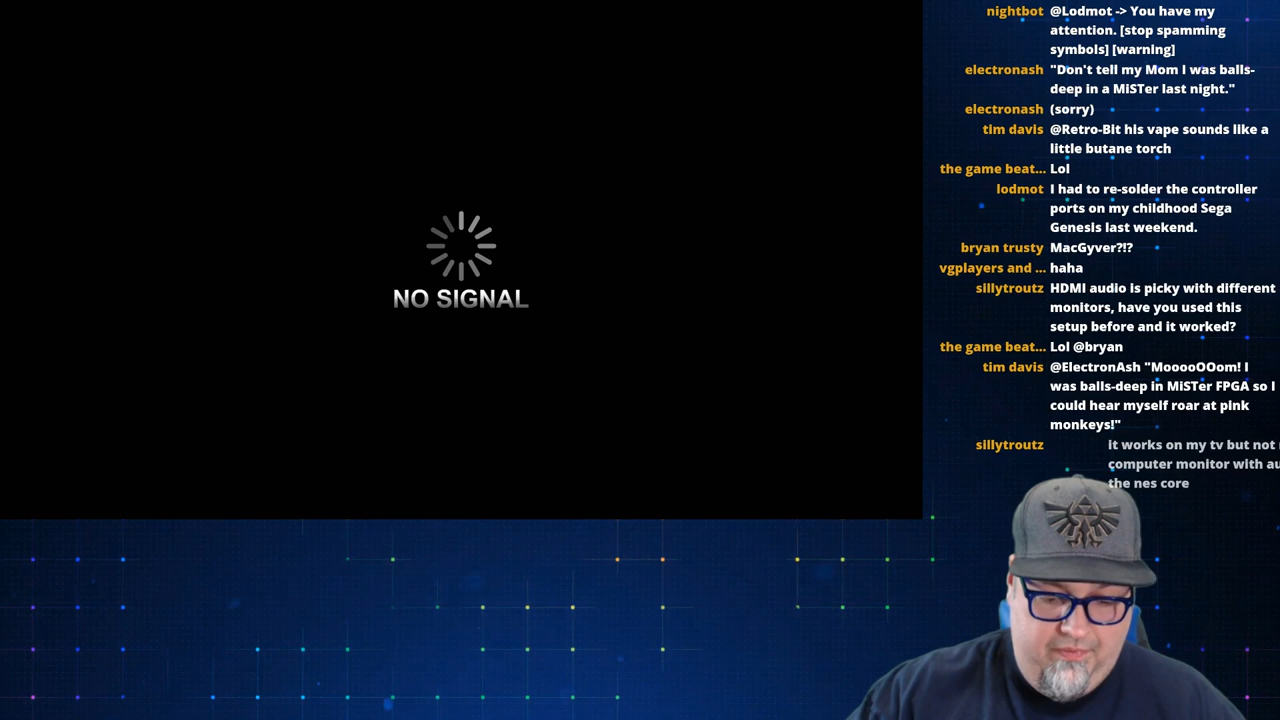 nightbot @Lodmot -> You have my
attention. [stop spamming
symbols] [warning]
electronash "Don't tell my Mom I was balls-
deep in a MiSTer last night."
electronash (sorry)
tim davis @Retro-Bit his vape sounds like a
little butane torch
the game beat... Lol
lodmot I had to re-solder the controller
ports on my childhood Sega
Genesis last weekend.
bryan trusty MacGyver?!?
vgplayers and ... haha
sillytroutz HDMI audio is picky with different
monitors, have you used this
setup before and it worked?
the game beat... Lol @bryan
tim davis @ElectronAsh "MooooOOom! I
was balls-deep in MiSTer FPGA so I
could hear myself roar at pink
monkeys!"
sillytroutz it works on my tv but not
computer monitor with
the nes core
NO SIGNAL